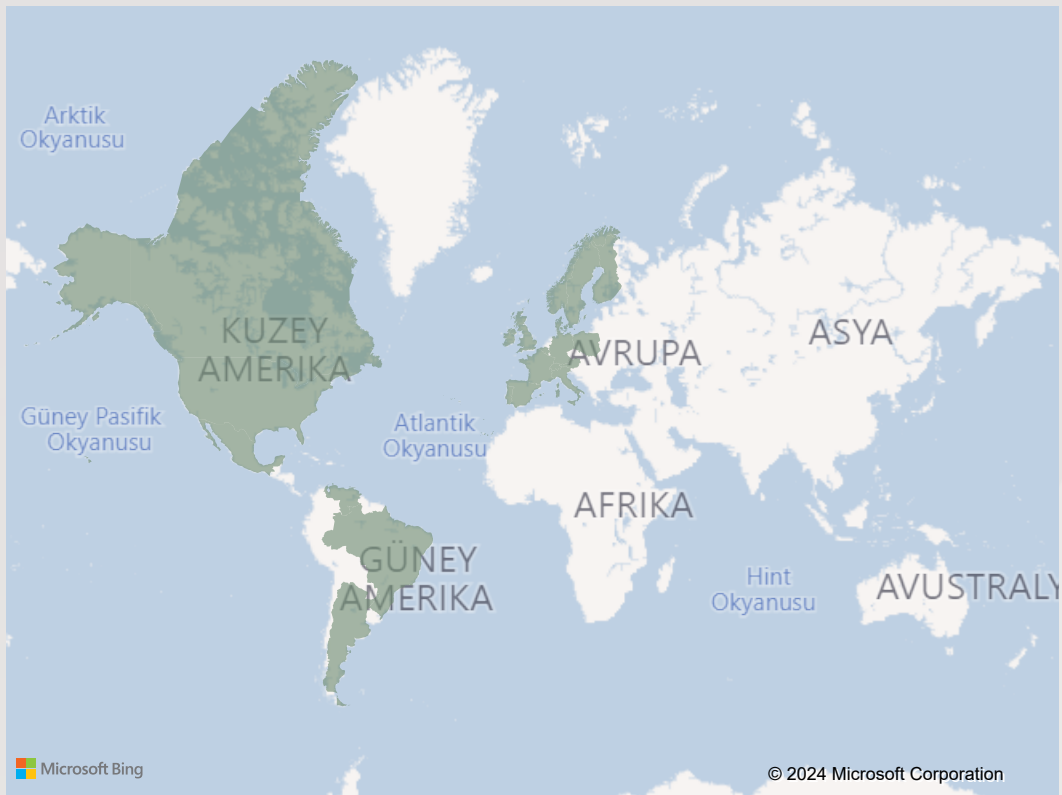 Arktik
Okyanusu
KUZEY
AMERIKA
AVRUPA
ASYA
Güney Pasifik
Okyanusu
Atlantik
Okyanusu
AFRIKA
GÜNEY
AMERIKA
Hint
Okyanusu
AVUSTRALY
Microsoft Bing
© 2024 Microsoft Corporation